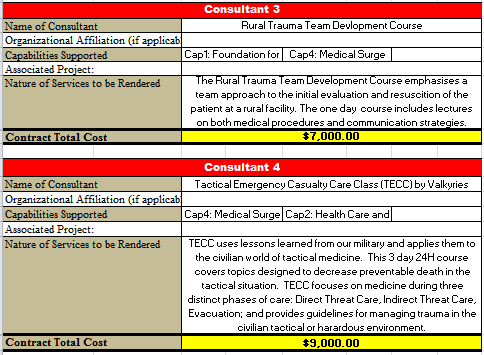 Consultant 3
Name of Consultant Rural Trauma Team Devlopment Course
Organizational Affiliation (if applicab
Capabilities Supported Cap1: Foundation for Cap4: Medical Surge
Associated Project:
Nature of Services to be Rendered The Rural Trauma Team Development Course emphasises a
team approach to the initial evaluation and resuscition of the
patient at a rural facility. The one day course includes lectures
on both medical procedures and communication strategies.
Contract Total Cost $7,000.00
Consultant 4
Name of Consultant Tactical Emergency Casualty Care Class (TECC) by Valkyries
Organizational Affiliation (if applicab
Capabilities Supported Cap4: Medical Surge Cap2: Health Care and
Associated Project:
Nature of Services to be Rendered TECC uses lessons learned from our military and applies them to
the civilian world of tactical medicine. This 3 day 24H course
covers topics designed to decrease preventable death in the
tactical situation. TECC focuses on medicine during three
distinct phases of care: Direct Threat Care, Indirect Threat Care,
Evacuation; and provides guidelines for managing trauma in the
civilian tactical or harardous environment.
Contract Total Cost $9,000.00